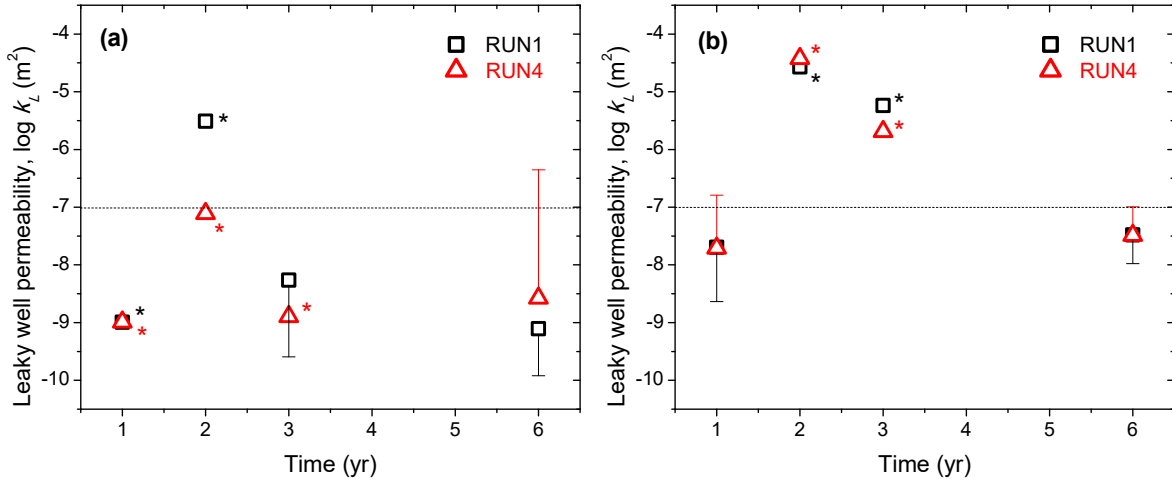 (a)
RUN1
RUN4
Leaky well permeability, log k_L (m²)
-4
-5
-6
-7
-8
-9
-10
*
*
*
*
*
1 2 3 4 5 6
Time (yr)
(b)
RUN1
RUN4
Leaky well permeability, log k_L (m²)
-4
-5
-6
-7
-8
-9
-10
*
*
*
*
1 2 3 4 5 6
Time (yr)